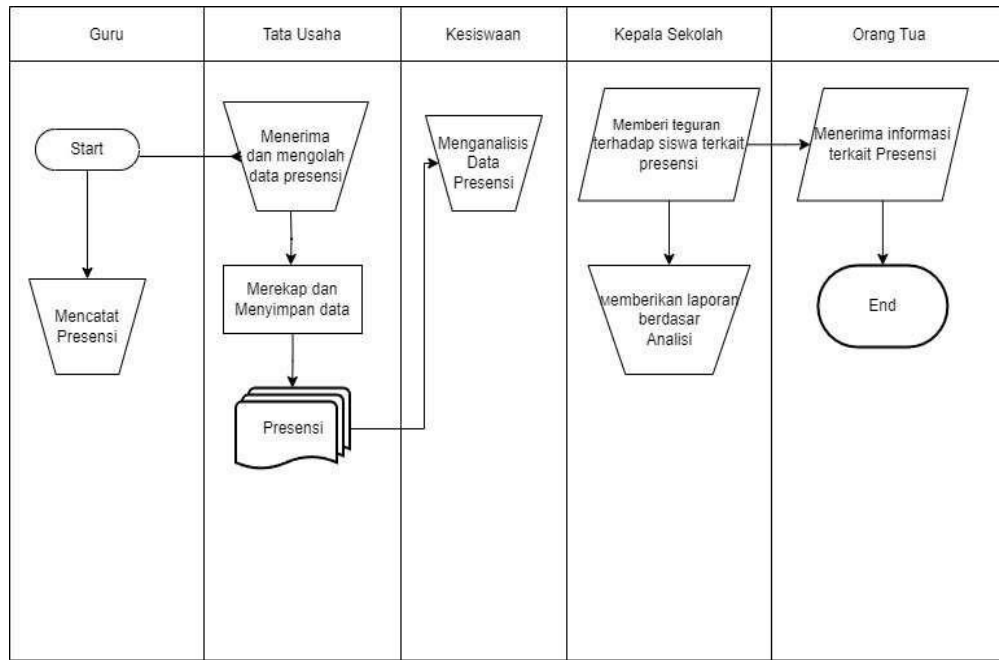 Guru
Tata Usaha
Kesiswaan
Kepala Sekolah
Orang Tua
Start
Mencatat
Presensi
Menerima
dan mengolah
data presensi
Merekap dan
Menyimpan data
Presensi
Menganalisis
Data
Presensi
Memberi teguran
terhadap siswa terkait
presensi
Memberikan laporan
berdasar
Analisi
Menerima informasi
terkait Presensi
End